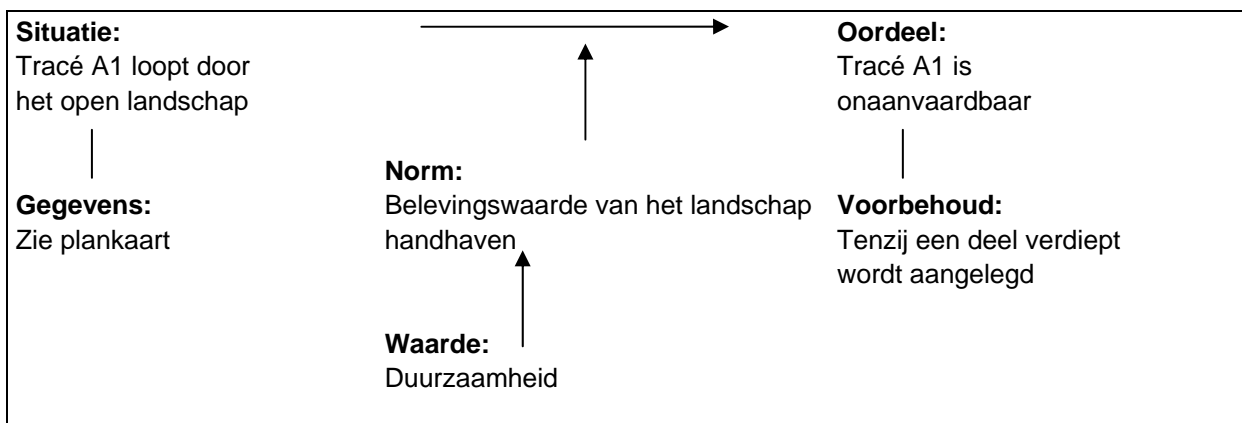 Situatie:
Tracé A1 loopt door
het open landschap
Gegevens:
Zie plankaart
Norm:
Belevingswaarde van het landschap
handhaven
Waarde:
Duurzaamheid
Oordeel:
Tracé A1 is
onaanvaardbaar
Voorbehoud:
Tenzij een deel verdiept
wordt aangelegd